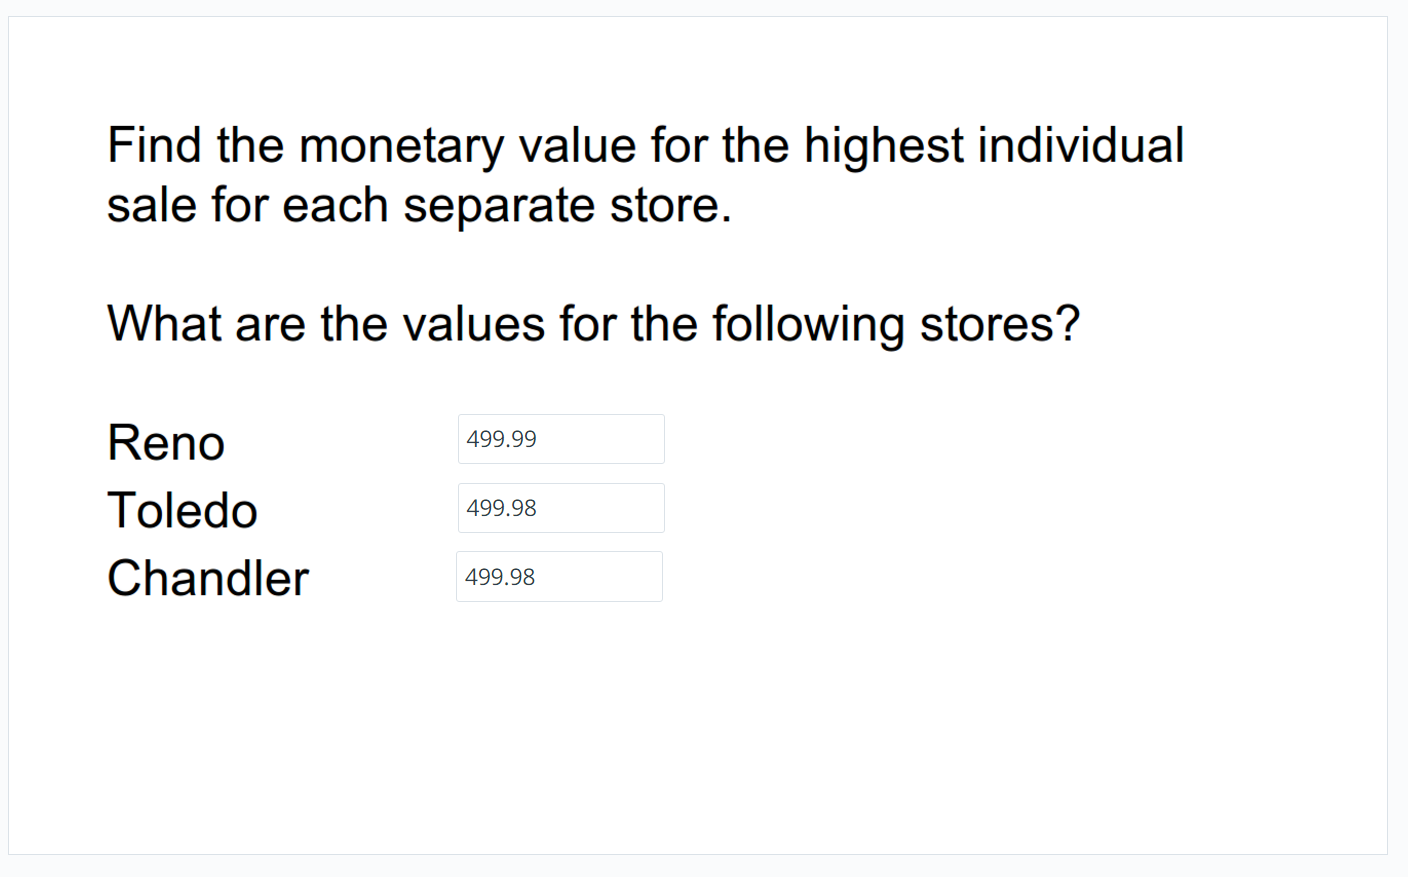 Find the monetary value for the highest individual
sale for each separate store.
What are the values for the following stores?
Reno 499.99
Toledo 499.98
Chandler 499.98